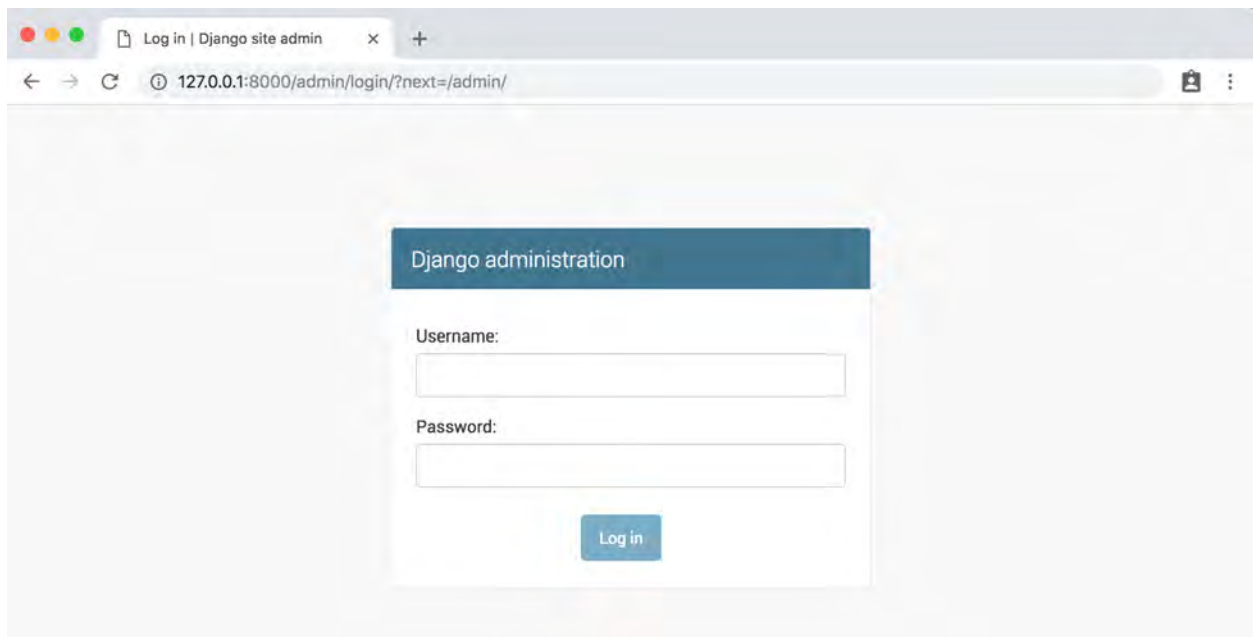 Log in | Django site admin
127.0.0.1:8000/admin/login/?next=/admin/
Django administration
Username:
Password:
Log in